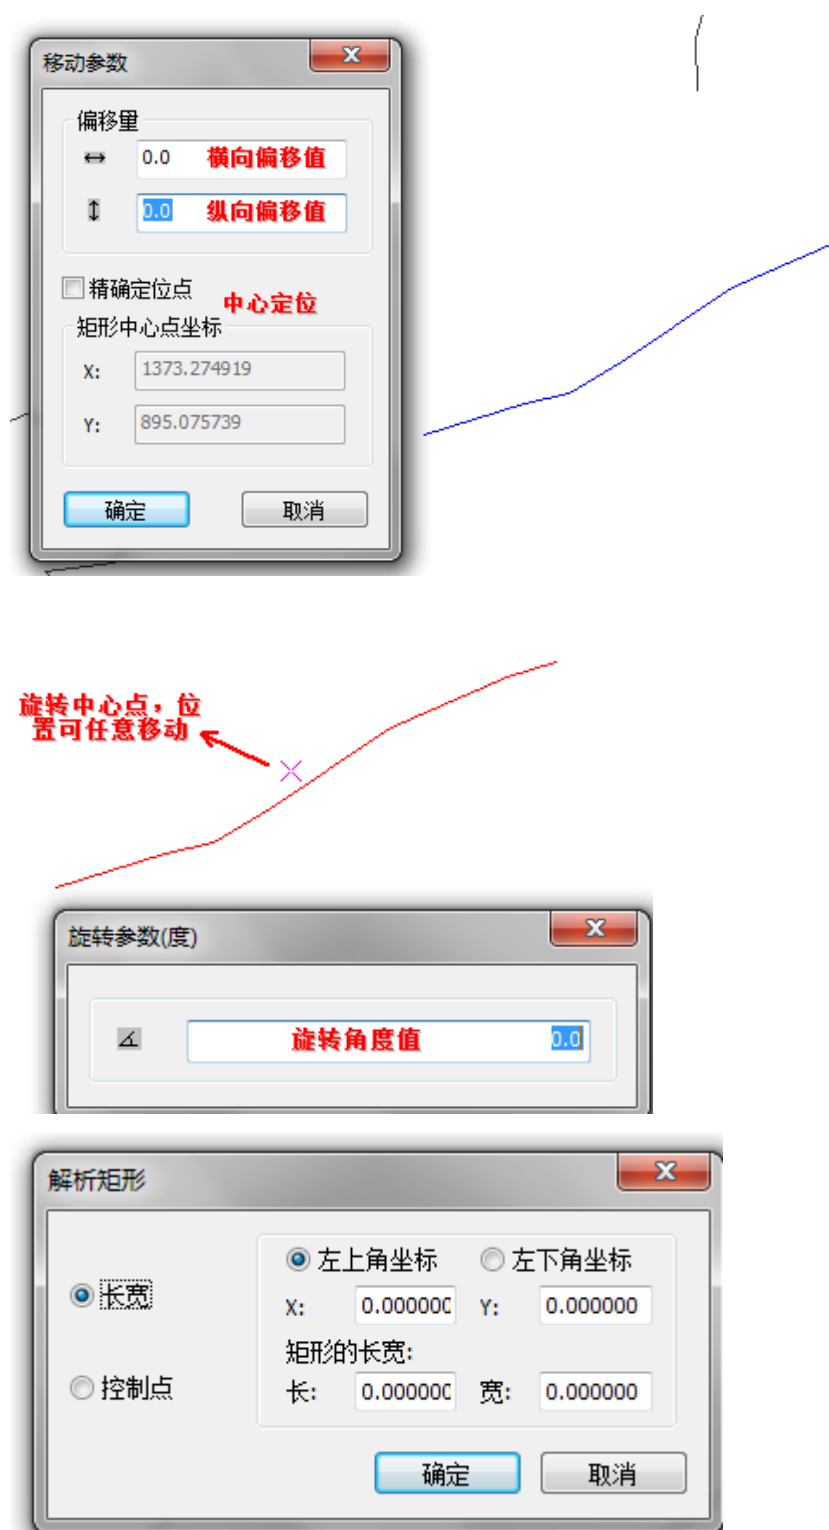 移动参数
偏移量
0.0 横向偏移值
0.0 纵向偏移值
精确定位点
中心定位
矩形中心点坐标
X: 1373.274919
Y: 895.075739
确定 取消
旋转中心点，位
置可任意移动
旋转参数(度)
旋转角度值 0.0
解析矩形
左上角坐标 左下角坐标
长宽
X: 0.000000 Y: 0.000000
矩形的长宽:
控制点
长: 0.000000 宽: 0.000000
确定 取消